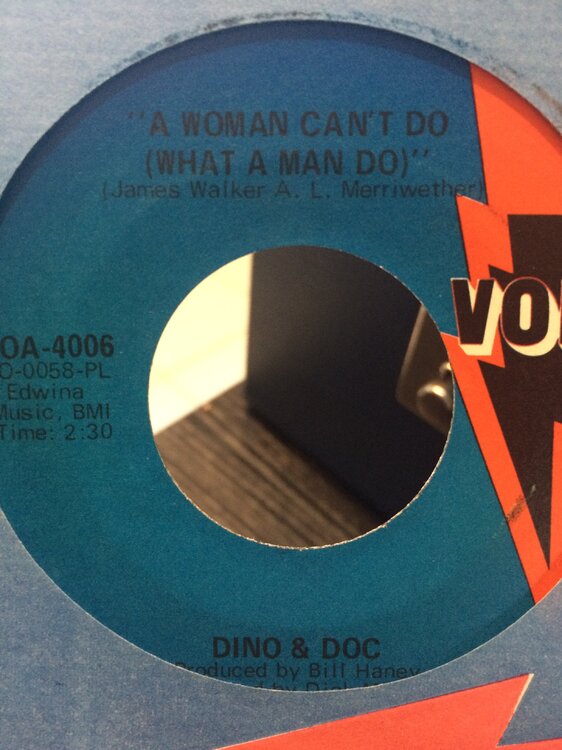 "A WOMAN CAN'T DO
(WHAT A MAN DO)"
(James Walker A. L. Merriwether)
VO
OA-4006
O-0058-PL
Edwina
Music, BMI
Time: 2:30
DINO & DOC
Produced by Bill Haney
by